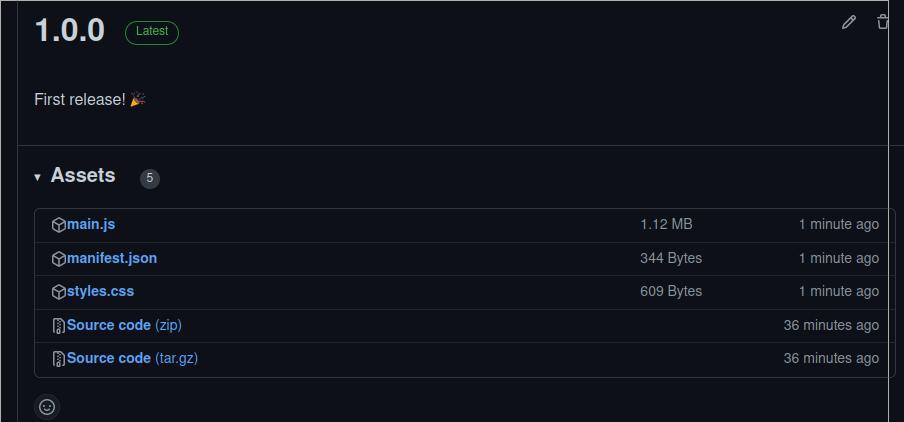 1.0.0 Latest
First release! 🎉
Assets 5
main.js 1.12 MB 1 minute ago
manifest.json 344 Bytes 1 minute ago
styles.css 609 Bytes 1 minute ago
Source code (zip) 36 minutes ago
Source code (tar.gz) 36 minutes ago